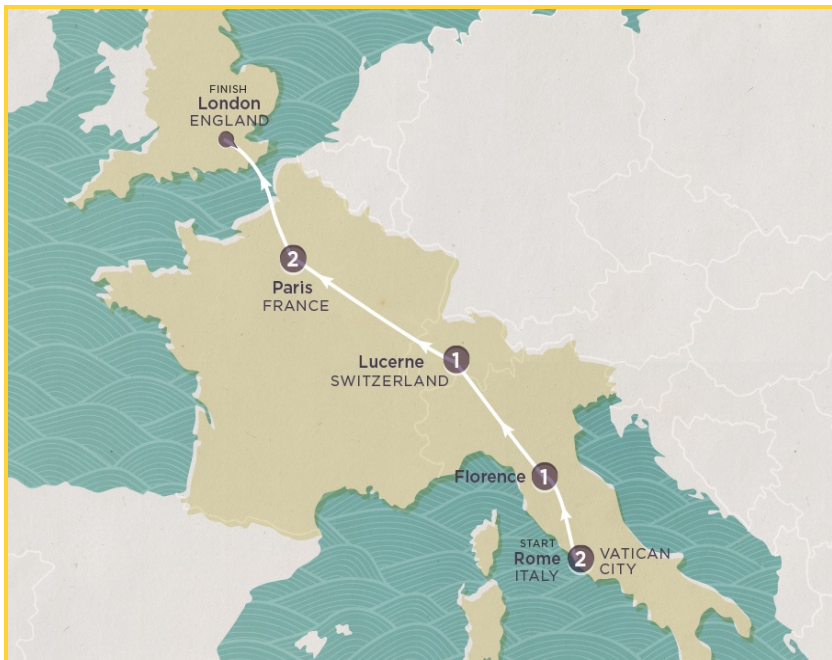 FINISH
London
ENGLAND
2
Paris
FRANCE
Lucerne
SWITZERLAND
1
Florence
1
START
Rome
ITALY
2
VATICAN
CITY